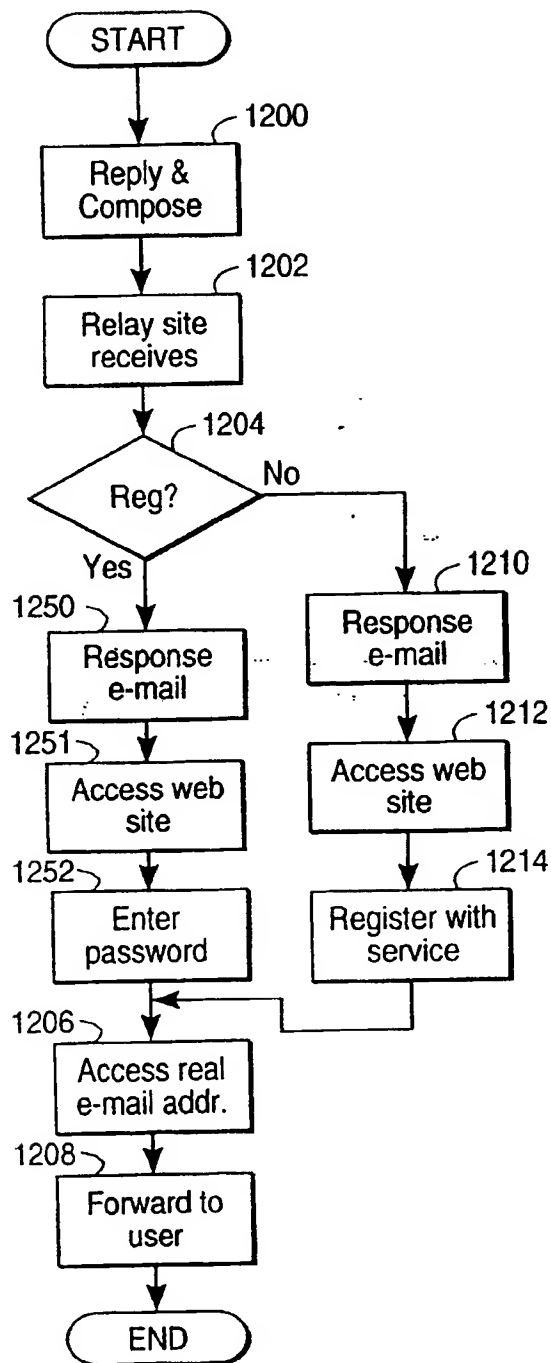 START
1200
Reply &
Compose
1202
Relay site
receives
1204
Reg?
No
Yes
1250
Response
e-mail
1210
Response
e-mail
1251
Access web
site
1212
Access web
site
1252
Enter
password
1214
Register with
service
1206
Access real
e-mail addr.
1208
Forward to
user
END